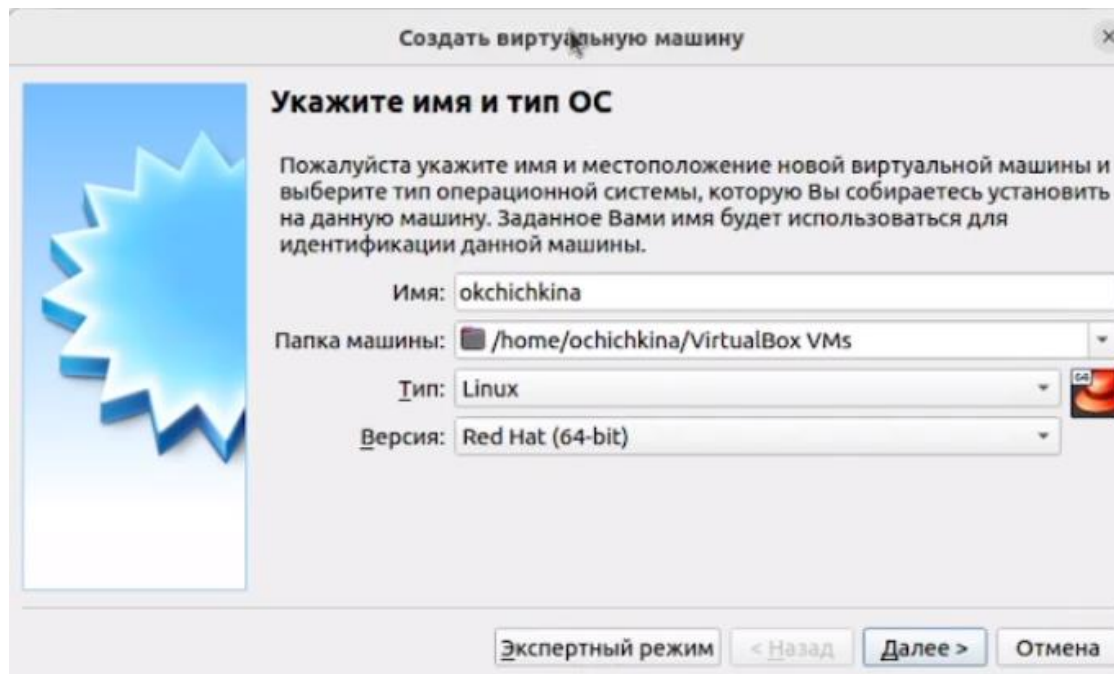 Создать виртуальную машину
Укажите имя и тип ОС
Пожалуйста укажите имя и местоположение новой виртуальной машины и
выберите тип операционной системы, которую Вы собираетесь установить
на данную машину. Заданное Вами имя будет использоваться для
идентификации данной машины.
Имя: okchichkina
Папка машины: /home/ochichkina/VirtualBox VMs
Тип: Linux
64
Версия: Red Hat (64-bit)
Экспертный режим < Назад Далее > Отмена